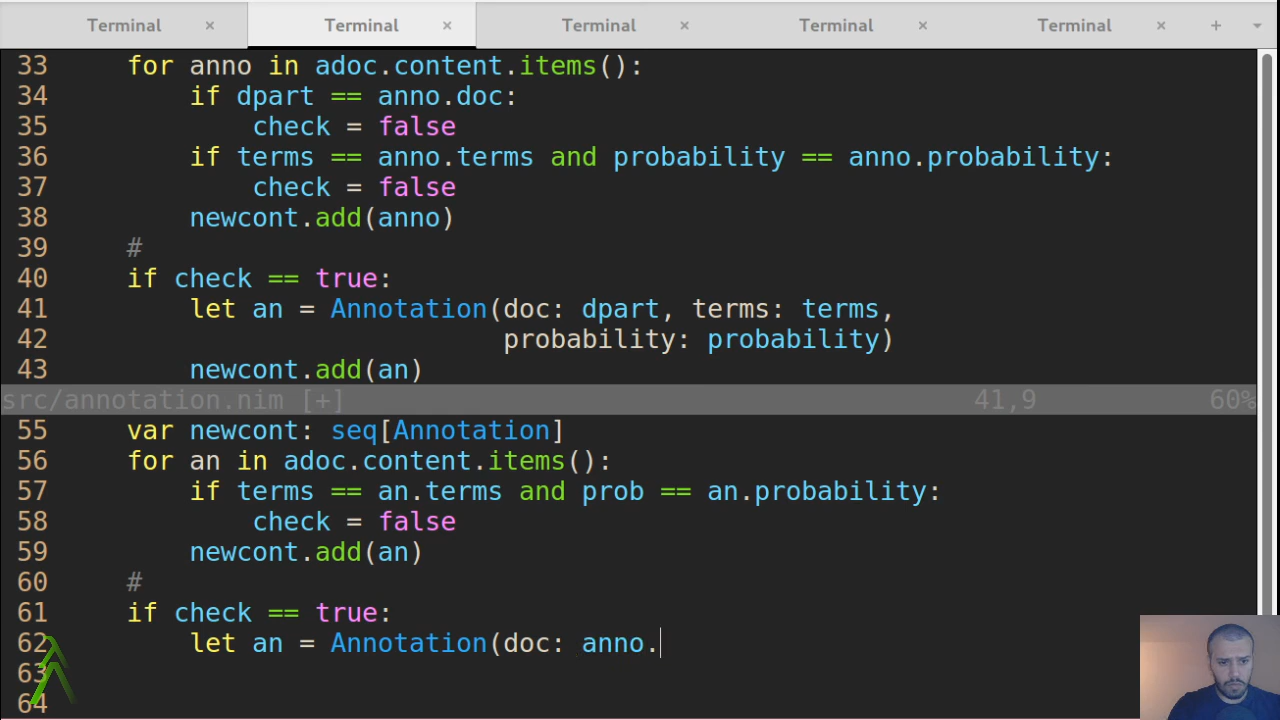 Terminal × Terminal × Terminal × Terminal × Terminal × +
33     for anno in adoc.content.items():
34         if dpart == anno.doc:
35             check = false
36         if terms == anno.terms and probability == anno.probability:
37             check = false
38         newcont.add(anno)
39     #
40     if check == true:
41         let an = Annotation(doc: dpart, terms: terms,
42                             probability: probability)
43         newcont.add(an)
src/annotation.nim [+] 41,9 60%
55     var newcont: seq[Annotation]
56     for an in adoc.content.items():
57         if terms == an.terms and prob == an.probability:
58             check = false
59         newcont.add(an)
60     #
61     if check == true:
62         let an = Annotation(doc: anno.
63
64